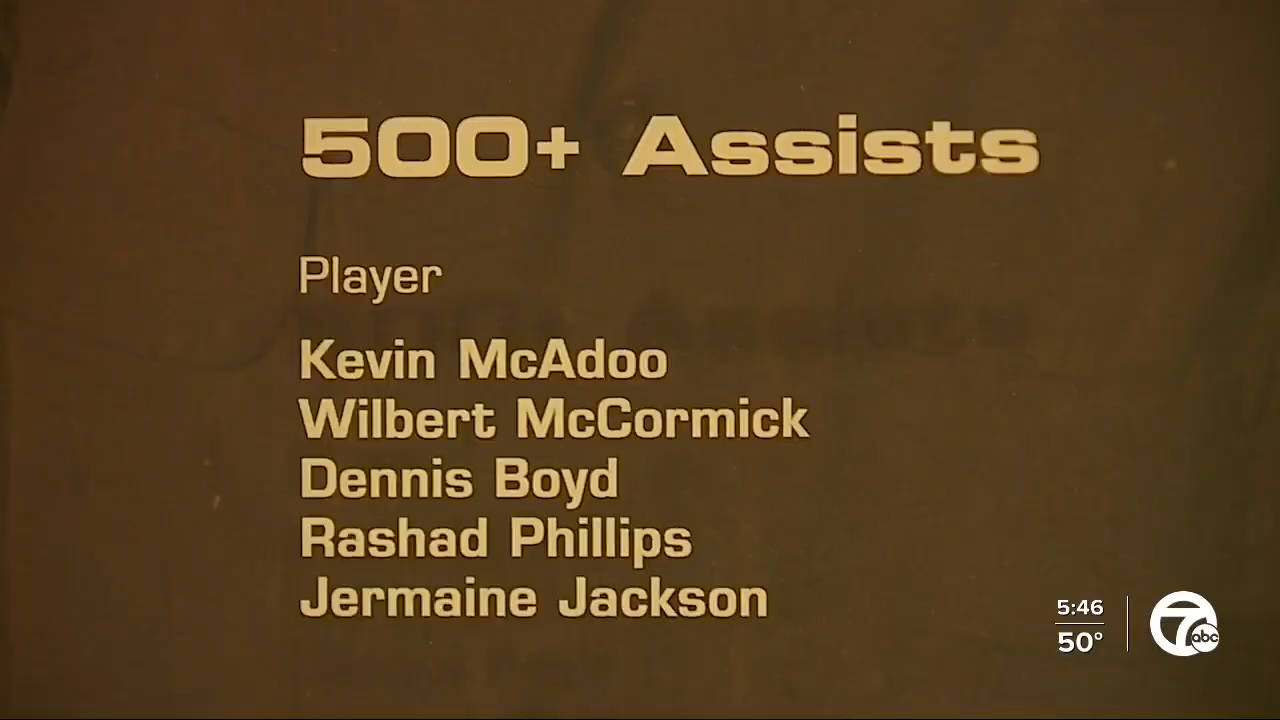 500+ Assists
Player
Kevin McAdoo
Wilbert McCormick
Dennis Boyd
Rashad Phillips
Jermaine Jackson
5:46
50°
7 abc